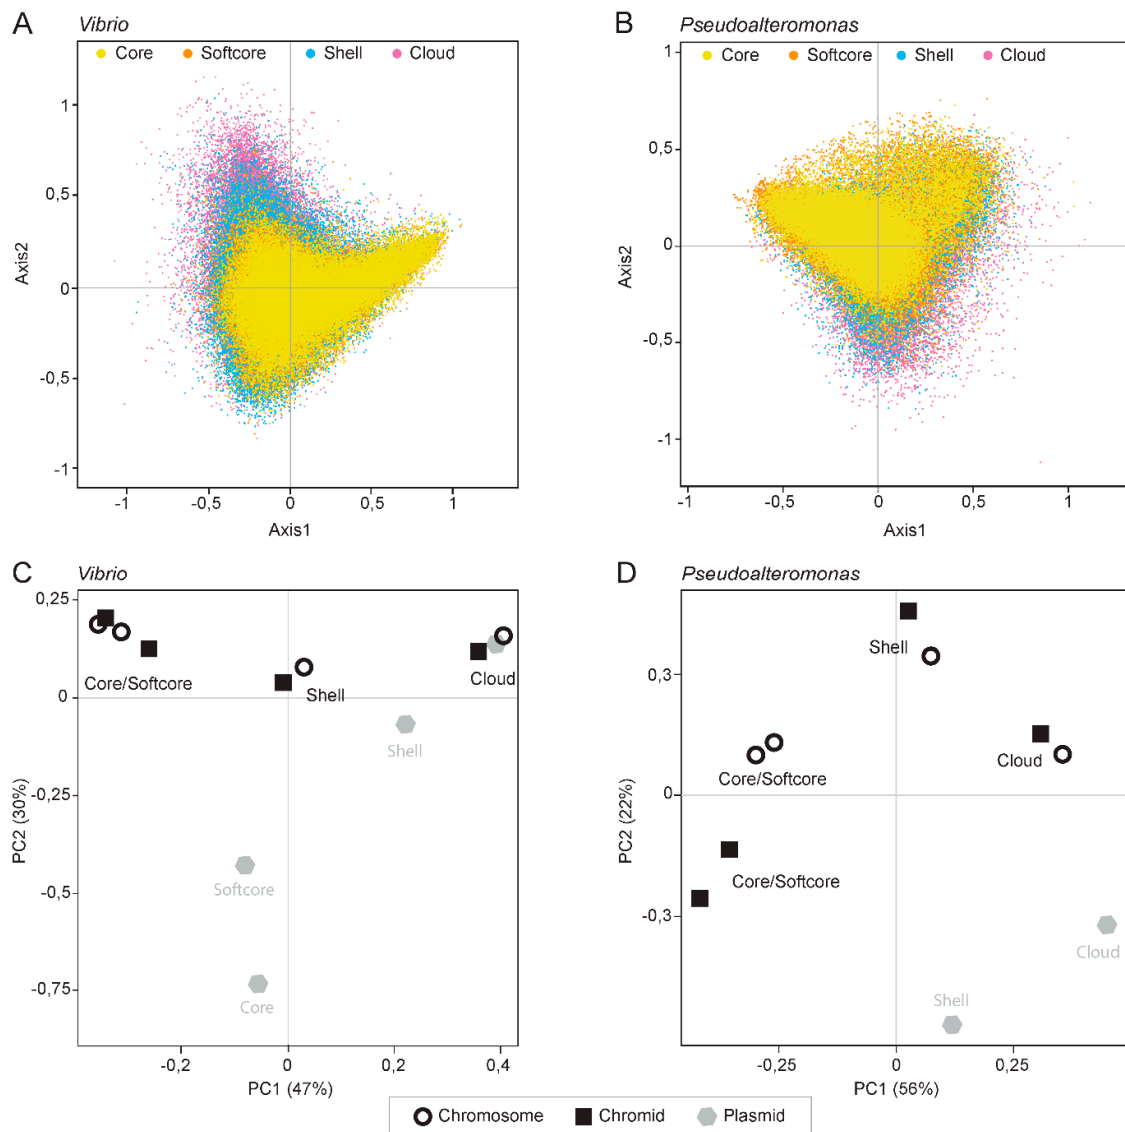 A Vibrio
Core Softcore Shell Cloud
1
0,5
0
-0,5
-1
Axis2
-1 -0,5 0 0,5 1
Axis1
B Pseudoalteromonas
Core Softcore Shell Cloud
1
0,5
0
-0,5
-1
Axis2
-1 -0,5 0 0,5 1
Axis1
C Vibrio
0,25
0
-0,25
-0,5
-0,75
PC2 (30%)
Core/Softcore
Shell
Cloud
Shell
Softcore
Core
-0,2 0 0,2 0,4
PC1 (47%)
D Pseudoalteromonas
0,3
0
-0,3
PC2 (22%)
Shell
Cloud
Core/Softcore
Core/Softcore
Cloud
Shell
-0,25 0 0,25
PC1 (56%)
Chromosome Chromid Plasmid